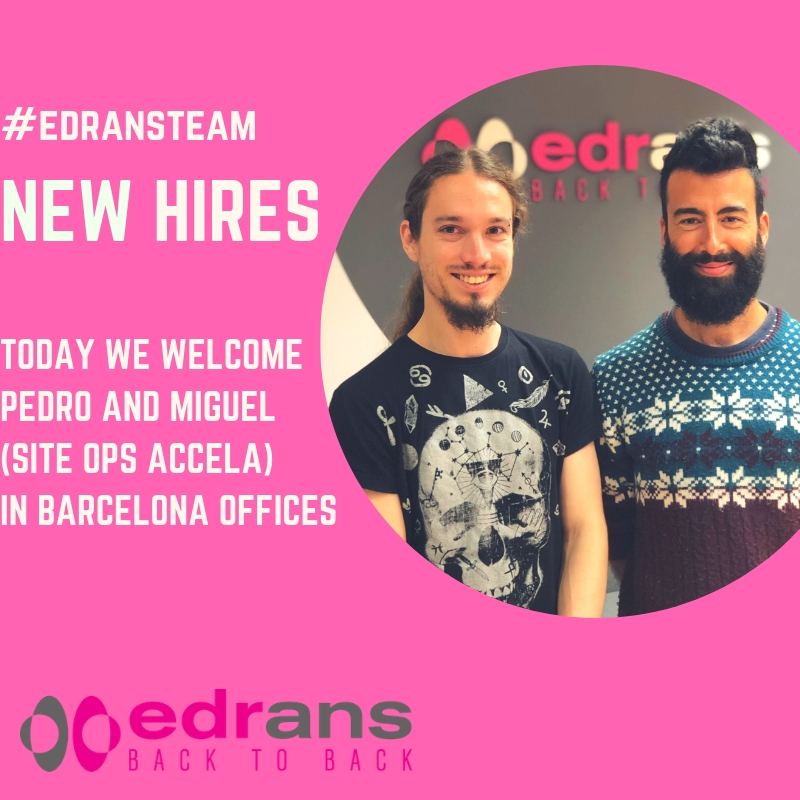 #EDRANSTEAM
NEW HIRES
TODAY WE WELCOME
PEDRO AND MIGUEL
(SITE OPS ACCELA)
IN BARCELONA OFFICES
edrans
BACK TO
edrans
BACK TO BACK